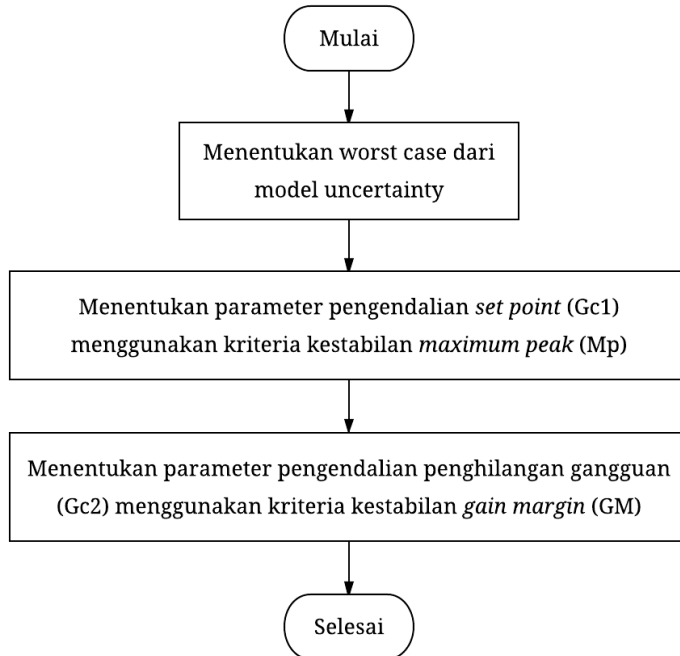 Mulai
Menentukan worst case dari
model uncertainty
Menentukan parameter pengendalian set point (Gc1)
menggunakan kriteria kestabilan maximum peak (Mp)
Menentukan parameter pengendalian penghilangan gangguan
(Gc2) menggunakan kriteria kestabilan gain margin (GM)
Selesai